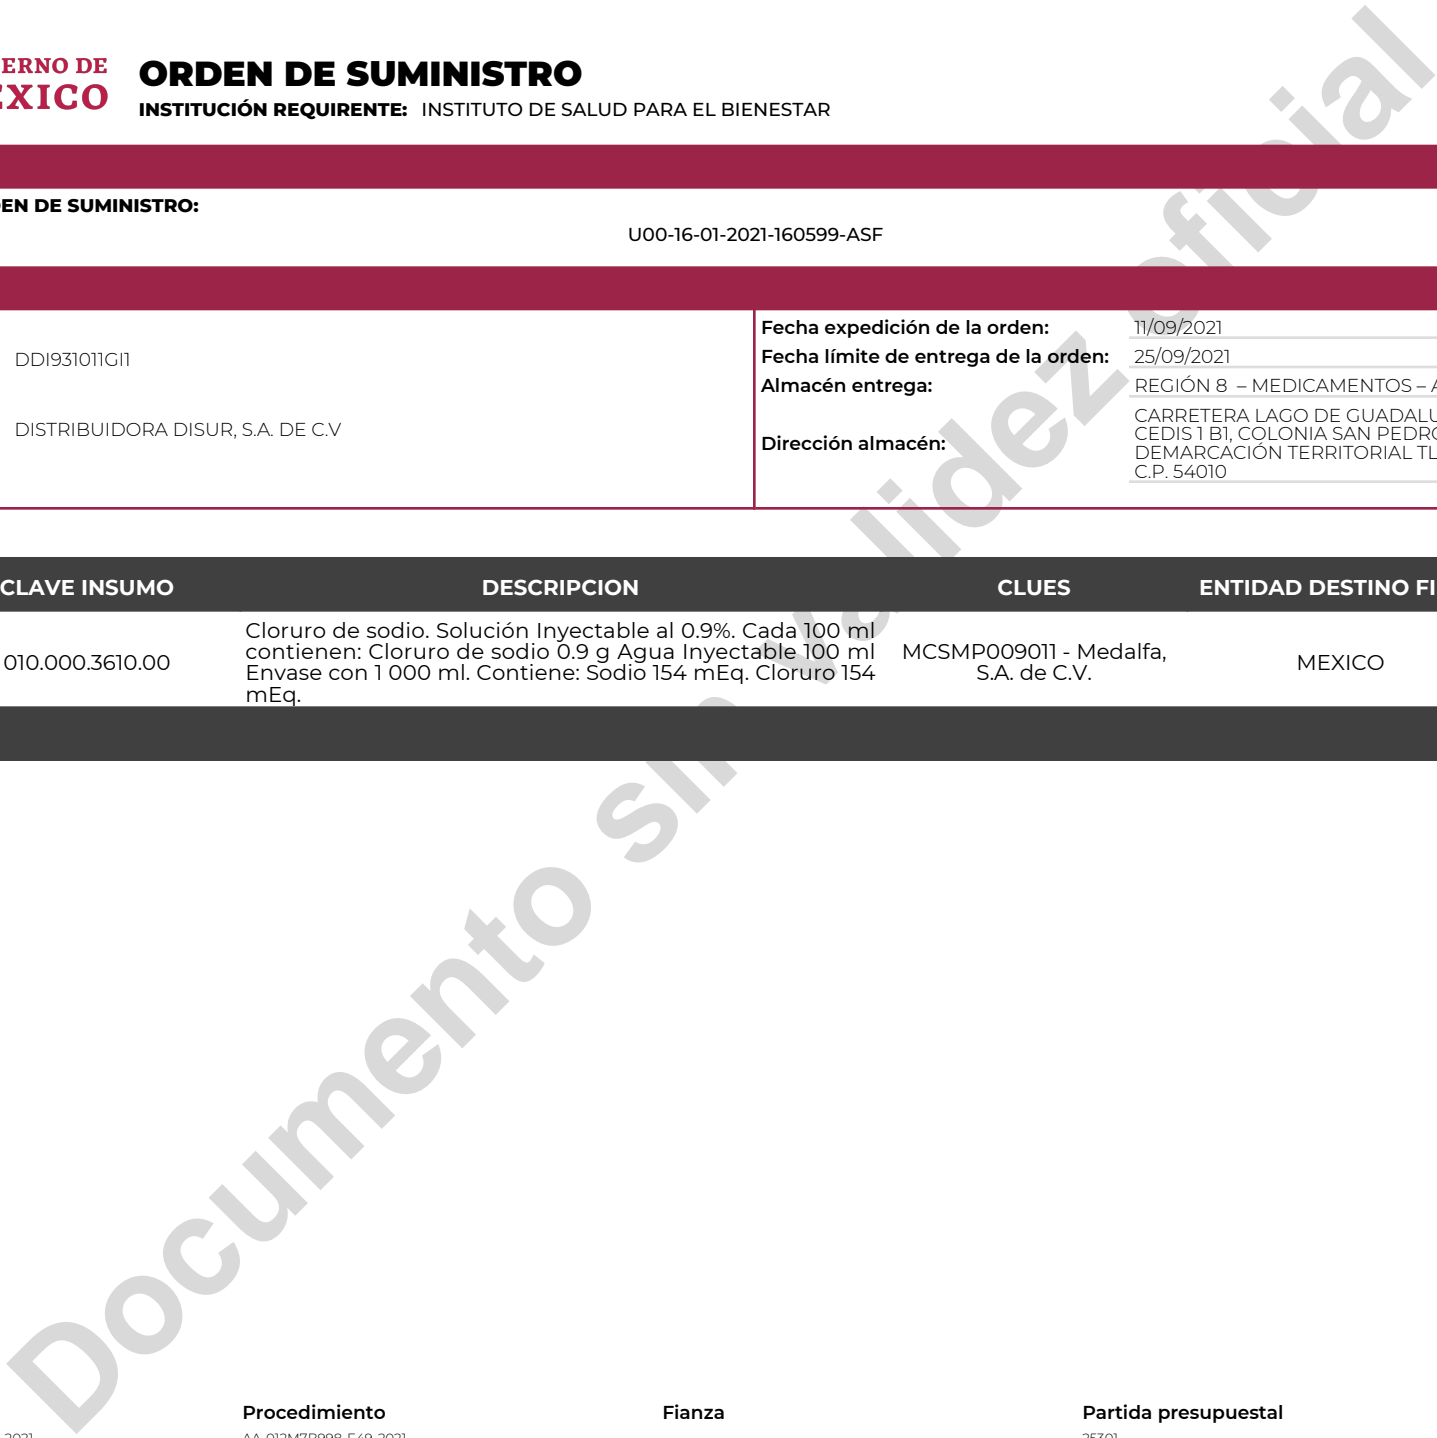 ERNO DE
EXICO
ORDEN DE SUMINISTRO
INSTITUCIÓN REQUIRENTE: INSTITUTO DE SALUD PARA EL BIENESTAR
EN DE SUMINISTRO:
U00-16-01-2021-160599-ASF
DDI931011GI1
DISTRIBUIDORA DISUR, S.A. DE C.V
Fecha expedición de la orden: 11/09/2021
Fecha límite de entrega de la orden: 25/09/2021
Almacén entrega: REGIÓN 8 – MEDICAMENTOS – A
Dirección almacén:
CARRETERA LAGO DE GUADALU
CEDIS 1 B1, COLONIA SAN PEDRO
DEMARCACIÓN TERRITORIAL TL
C.P. 54010
CLAVE INSUMO DESCRIPCION CLUES ENTIDAD DESTINO FI
010.000.3610.00
Cloruro de sodio. Solución Inyectable al 0.9%. Cada 100 ml
contienen: Cloruro de sodio 0.9 g Agua Inyectable 100 ml
Envase con 1 000 ml. Contiene: Sodio 154 mEq. Cloruro 154
mEq.
MCSMP009011 - Medalfa,
S.A. de C.V.
MEXICO
Documento sin validez oficial
Procedimiento Fianza Partida presupuestal